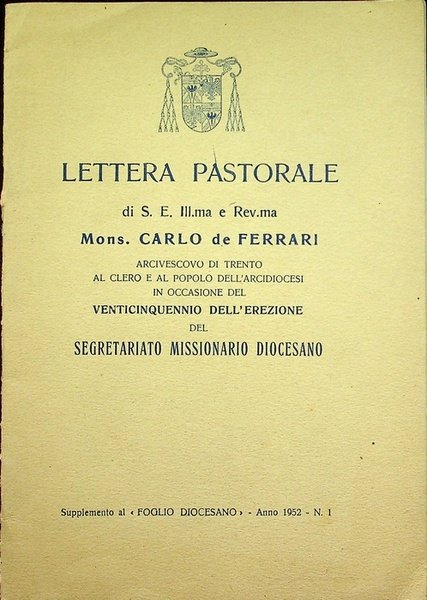 LETTERA PASTORALE
di S. E. Ill.ma e Rev.ma
Mons. CARLO de FERRARI
ARCIVESCOVO DI TRENTO
AL CLERO E AL POPOLO DELL'ARCIDIOCESI
IN OCCASIONE DEL
VENTICINQUENNIO DELL'EREZIONE
DEL
SEGRETARIATO MISSIONARIO DIOCESANO
Supplemento al « FOGLIO DIOCESANO » - Anno 1952 - N. 1